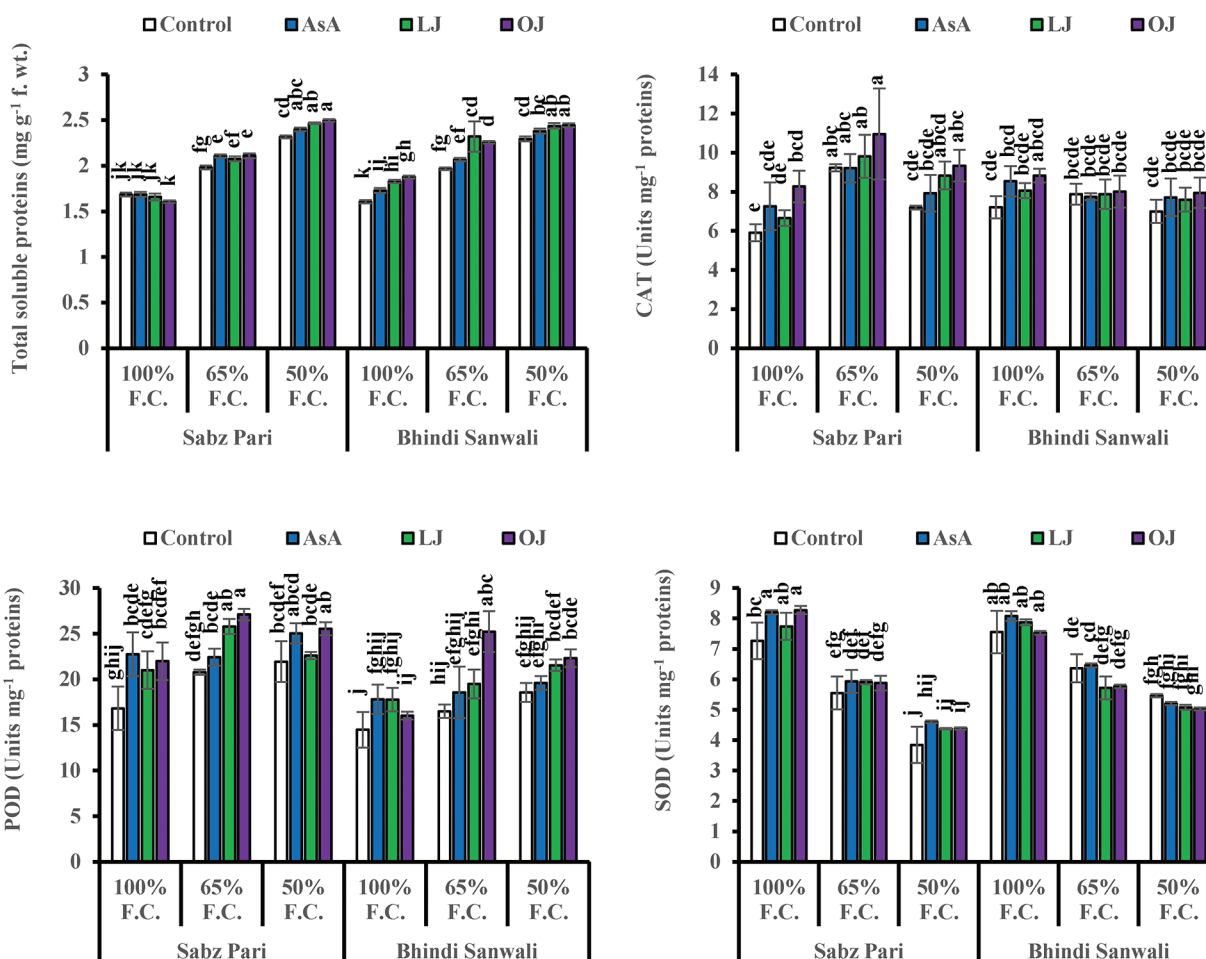 Control AsA LJ OJ
Total soluble proteins (mg g-1 f. wt.)
3
2.5
2
1.5
1
0.5
0
jk jk jk k fg e ef e cd abc ab a k ij hi gh fg ef cd d cd bc ab ab
100% 65% 50% 100% 65% 50%
F.C. F.C. F.C. F.C. F.C. F.C.
Sabz Pari Bhindi Sanwali
Control AsA LJ OJ
CAT (Units mg-1 proteins)
14
12
10
8
6
4
2
0
e cde de bcd abc abc abc a cde bcde abc abc cde bcd bcde abcd bcde bcde bcde bcde cde bcde bcde bcde
100% 65% 50% 100% 65% 50%
F.C. F.C. F.C. F.C. F.C. F.C.
Sabz Pari Bhindi Sanwali
Control AsA LJ OJ
POD (Units mg-1 proteins)
30
25
20
15
10
5
0
ghij bcde cdefg bcdef defgh bcde ab a bcdef abcd bcde ab j fghij fghij ij hij efghij efghi abc efghij efghi bcdef bcde
100% 65% 50% 100% 65% 50%
F.C. F.C. F.C. F.C. F.C. F.C.
Sabz Pari Bhindi Sanwali
Control AsA LJ OJ
SOD (Units mg-1 proteins)
9
8
7
6
5
4
3
2
1
0
bc a ab a efg def def defg j hij ij ij ab ab ab ab de cd defg defg fgh fghij fghi ghi
100% 65% 50% 100% 65% 50%
F.C. F.C. F.C. F.C. F.C. F.C.
Sabz Pari Bhindi Sanwali